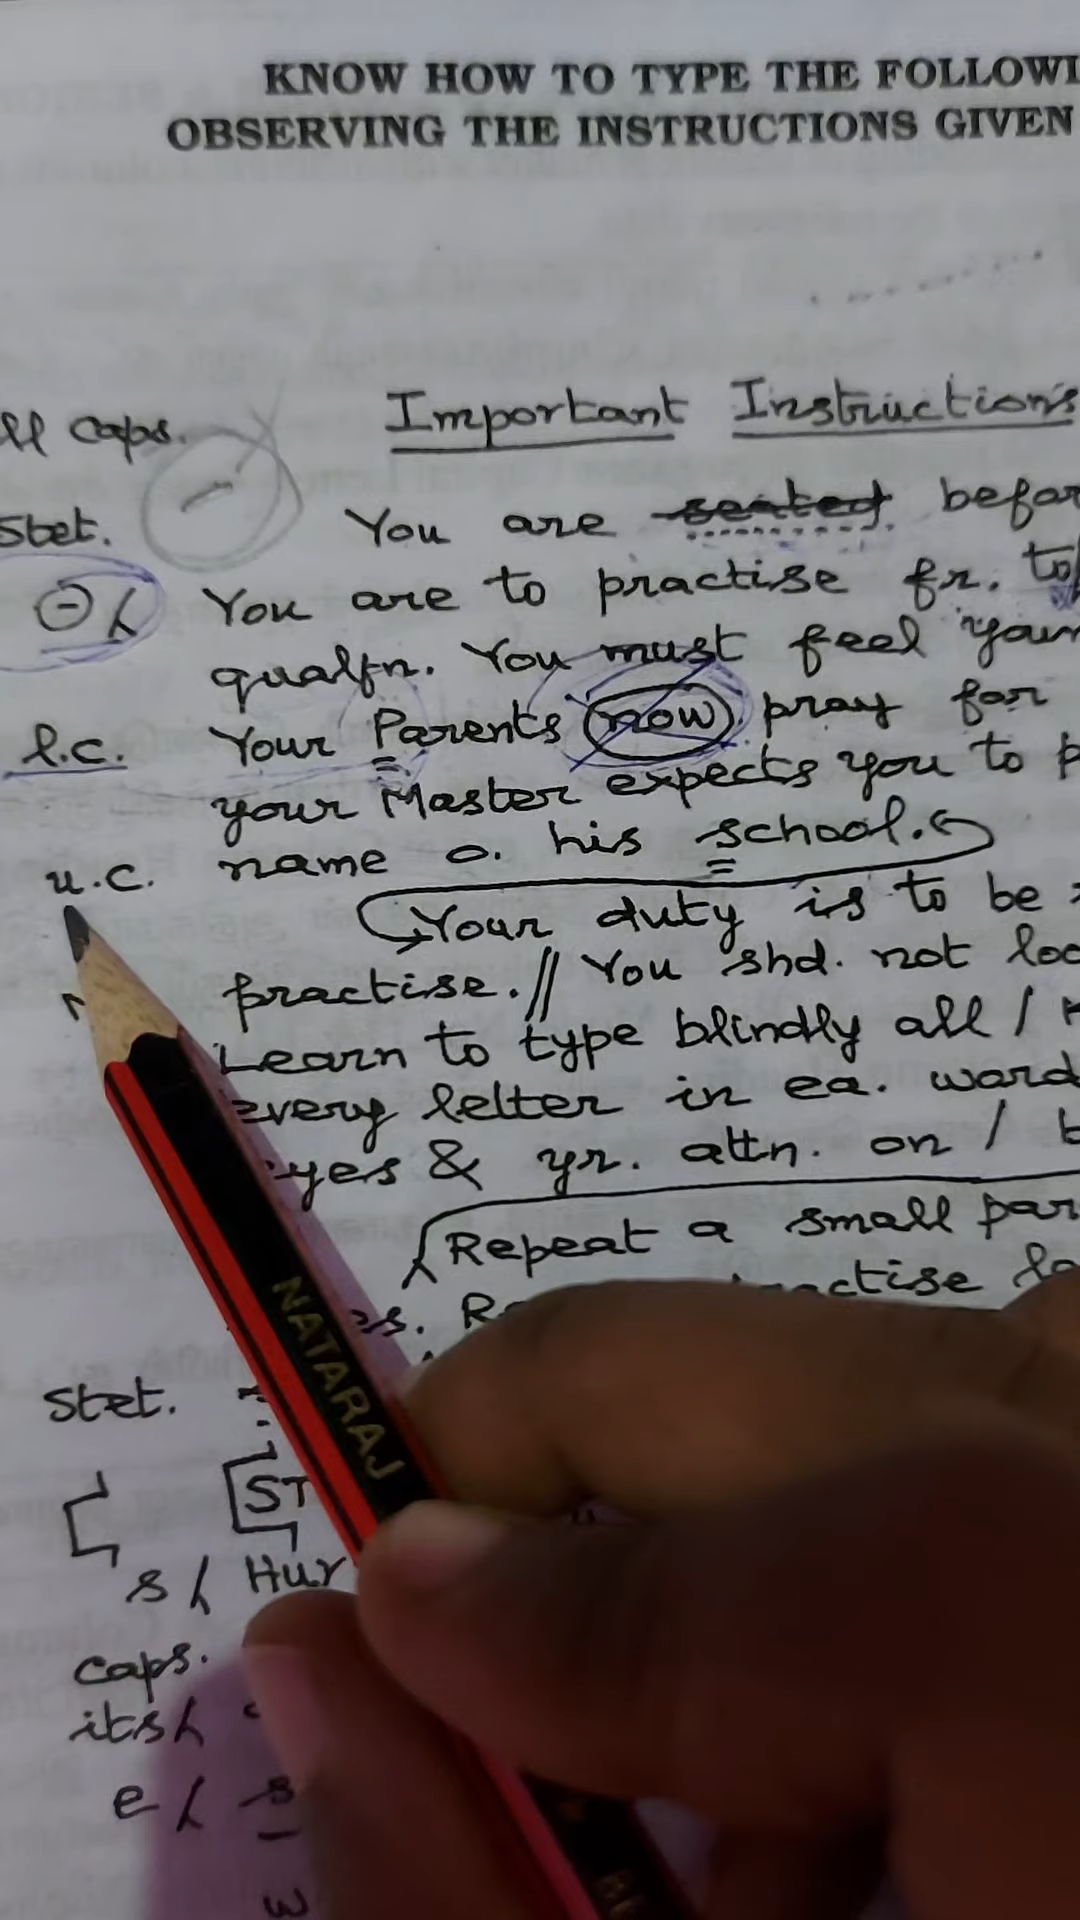 KNOW HOW TO TYPE THE FOLLOWI
OBSERVING THE INSTRUCTIONS GIVEN
ll caps. Important Instructions
Stet. You are seated befor
You are to practise fr. to
qualfn. You must feel your
l.c. Your Parents now pray for
your Master expects you to p
u.c. name o. his school.
Your duty is to be
practise. // You shd. not loo
Learn to type blindly all /
every letter in ea. word
yes & yr. attn. on / b
Repeat a small par
es. ctise
Stet.
[ [ST
s/ Hur
caps.
its/
e/ s
w
NATARAJ